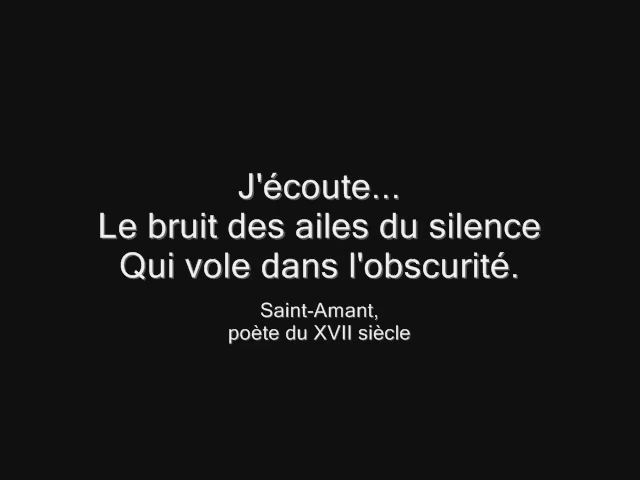 J'écoute...
Le bruit des ailes du silence
Qui vole dans l'obscurité.
Saint-Amant,
poète du XVII siècle